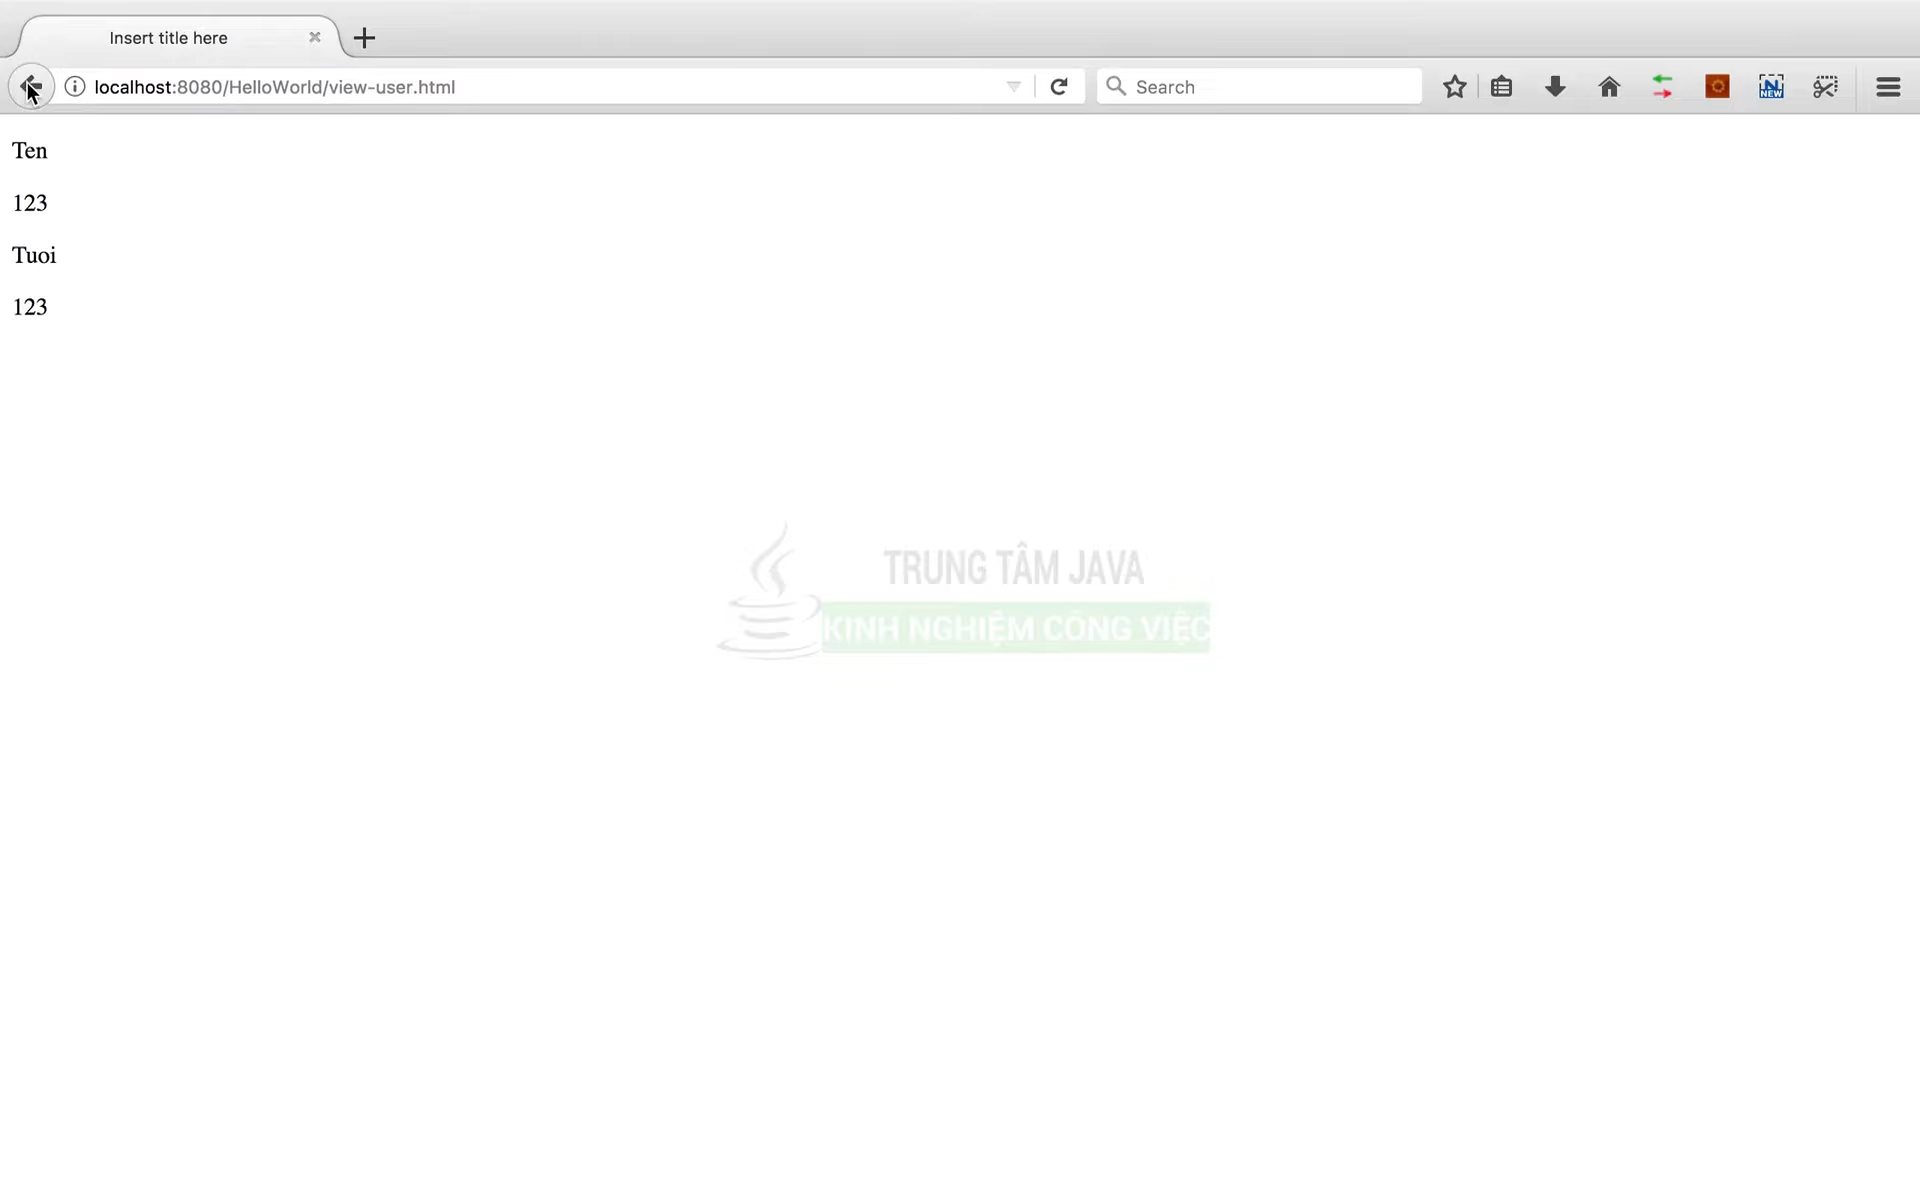 Insert title here
localhost:8080/HelloWorld/view-user.html
Search
NEW
Ten
123
Tuoi
123
TRUNG TÂM JAVA
KINH NGHIỆM CÔNG VIỆC